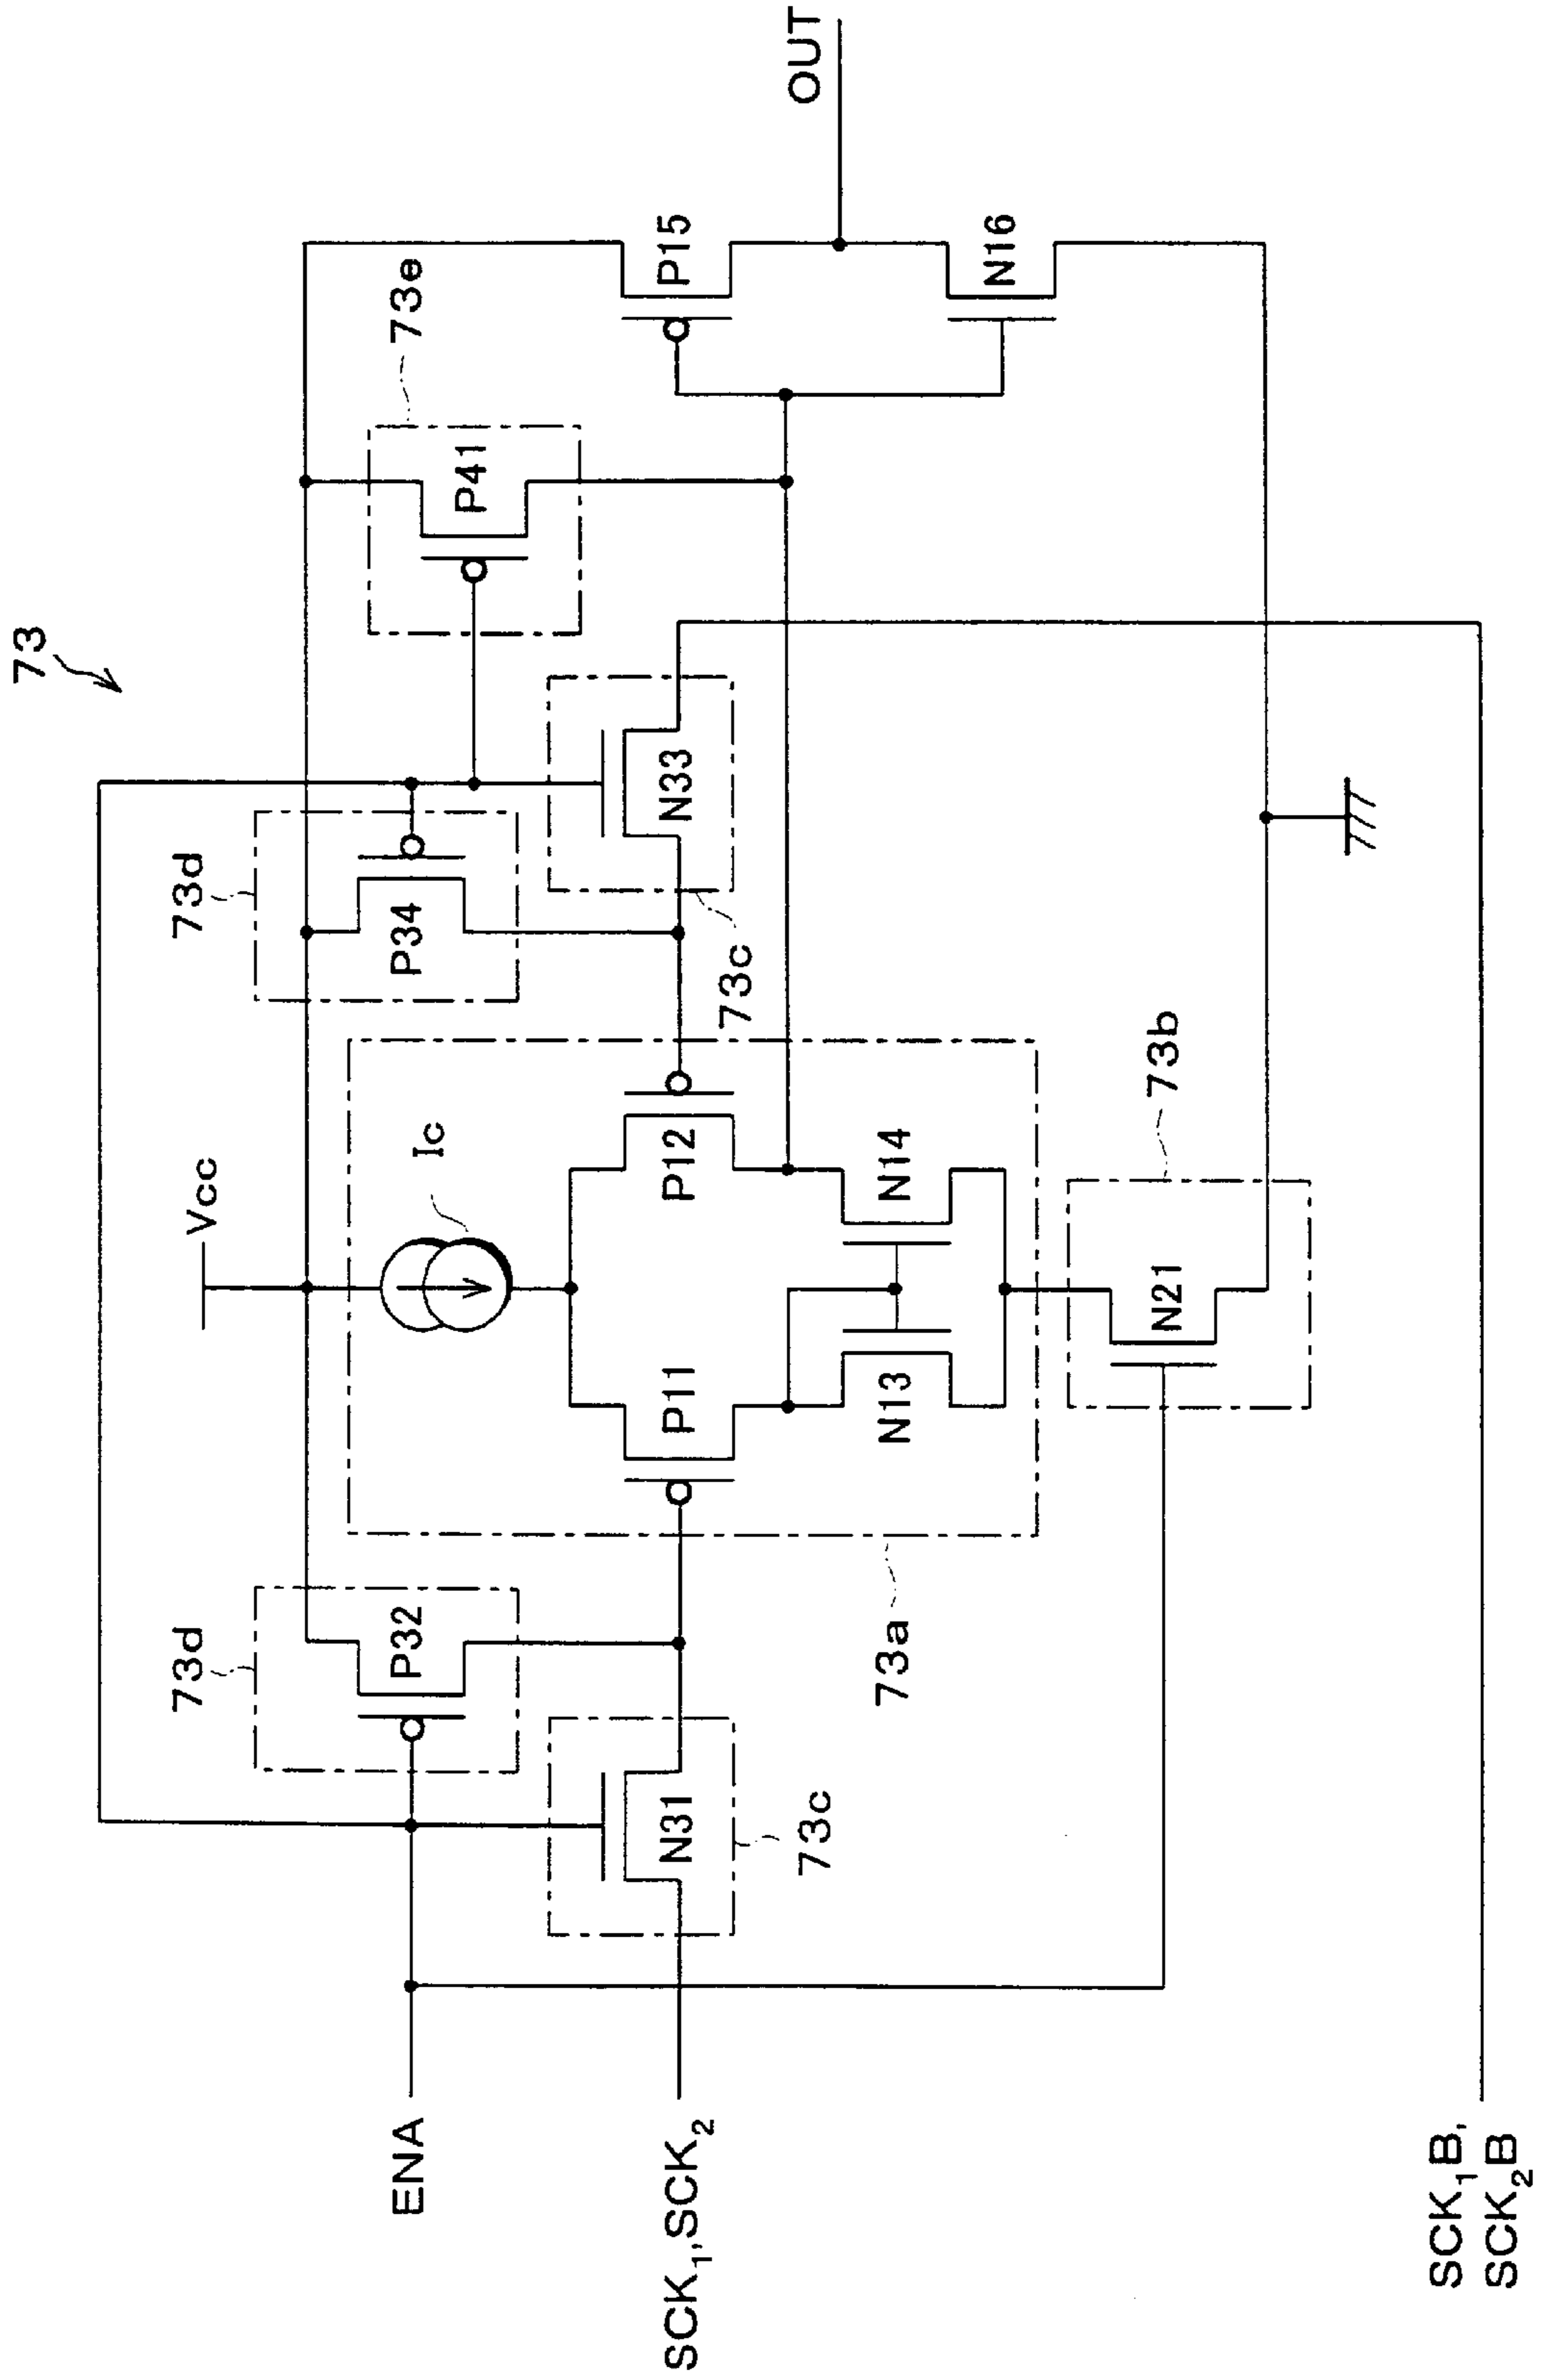 73
Vcc
73d
73d
73e
P32
P34
P41
Ic
ENA
P15
OUT
N31
P11
P12
N33
SCK₁,SCK₂
73c
73c
N13
N14
N16
73a
73b
N21
SCK₁B,
SCK₂B